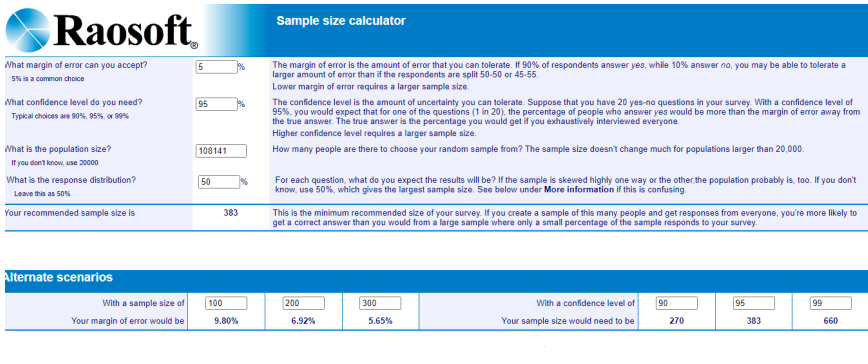 Raosoft®
Sample size calculator
What margin of error can you accept?
5% is a common choice
5 %
The margin of error is the amount of error that you can tolerate. If 90% of respondents answer yes, while 10% answer no, you may be able to tolerate a
larger amount of error than if the respondents are split 50-50 or 45-55.
Lower margin of error requires a larger sample size.
What confidence level do you need?
Typical choices are 90%, 95%, or 99%
95 %
The confidence level is the amount of uncertainty you can tolerate. Suppose that you have 20 yes-no questions in your survey. With a confidence level of
95%, you would expect that for one of the questions (1 in 20), the percentage of people who answer yes would be more than the margin of error away from
the true answer. The true answer is the percentage you would get if you exhaustively interviewed everyone.
Higher confidence level requires a larger sample size.
What is the population size?
If you don't know, use 20000
108141
How many people are there to choose your random sample from? The sample size doesn't change much for populations larger than 20,000.
What is the response distribution?
Leave this as 50%
50 %
For each question, what do you expect the results will be? If the sample is skewed highly one way or the other,the population probably is, too. If you don't
know, use 50%, which gives the largest sample size. See below under More information if this is confusing.
Your recommended sample size is
383
This is the minimum recommended size of your survey. If you create a sample of this many people and get responses from everyone, you're more likely to
get a correct answer than you would from a large sample where only a small percentage of the sample responds to your survey.
Alternate scenarios
With a sample size of 100 200 300 With a confidence level of 90 95 99
Your margin of error would be 9.80% 6.92% 5.65% Your sample size would need to be 270 383 660